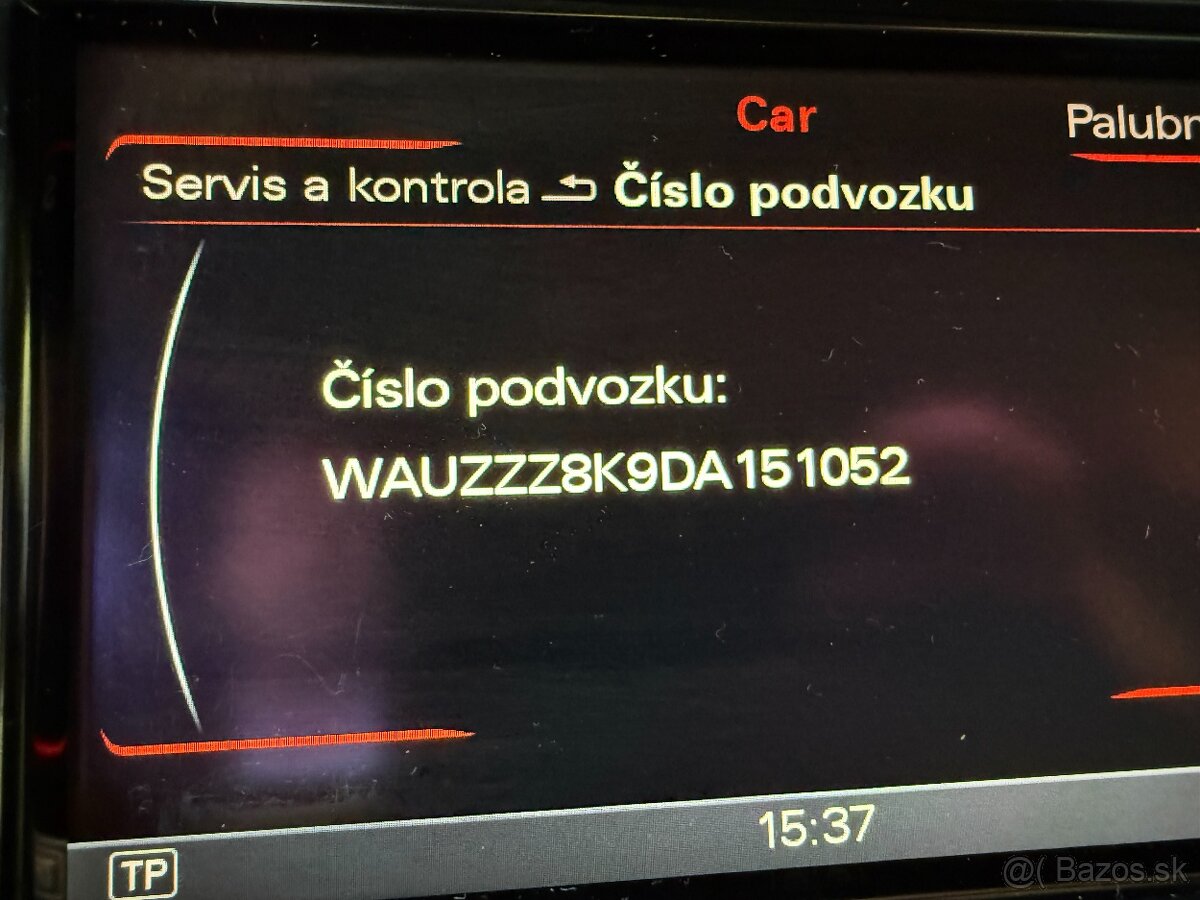 Car
Palubn
Servis a kontrola Číslo podvozku
Číslo podvozku:
WAUZZZ8K9DA151052
15:37
TP
@( Bazos.sk